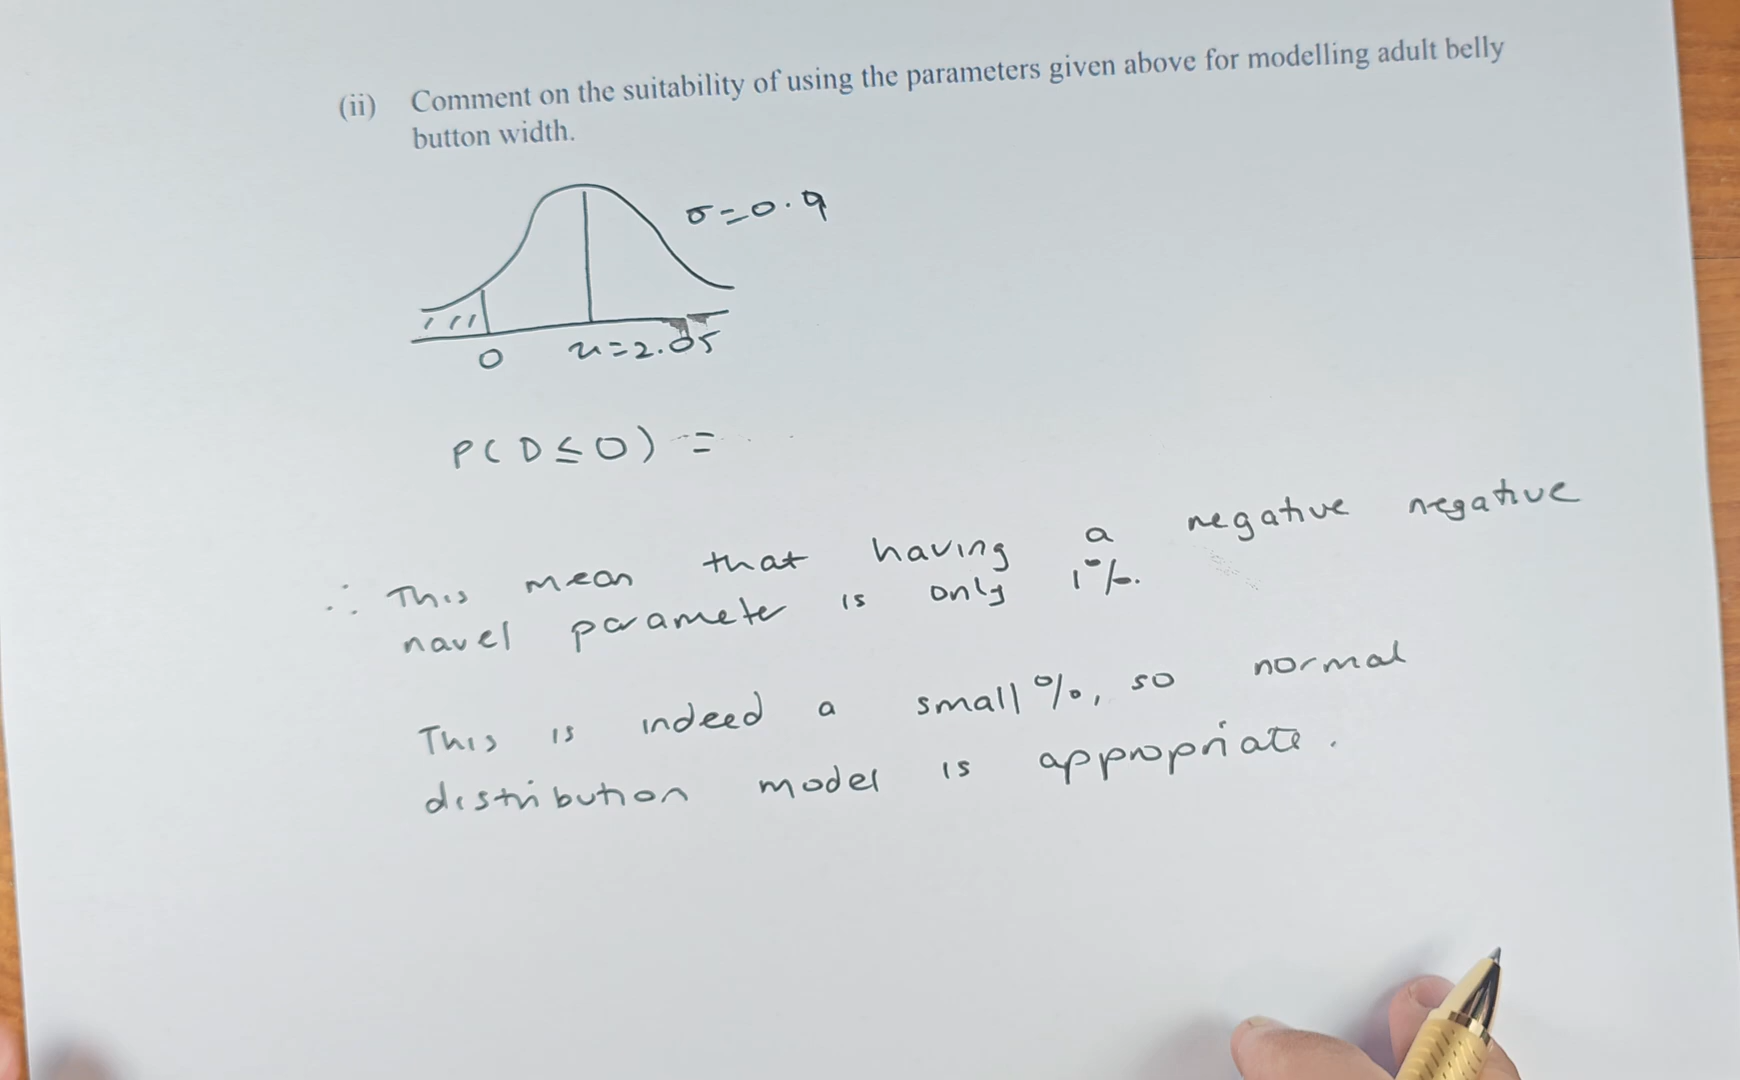 (ii) Comment on the suitability of using the parameters given above for modelling adult belly
button width.
σ=0.9
0 μ=2.05
P(D≤0) =
∴ This mean that having a negative negative
navel parameter is only 1%.
This is indeed a small %, so normal
distribution model is appropriate.